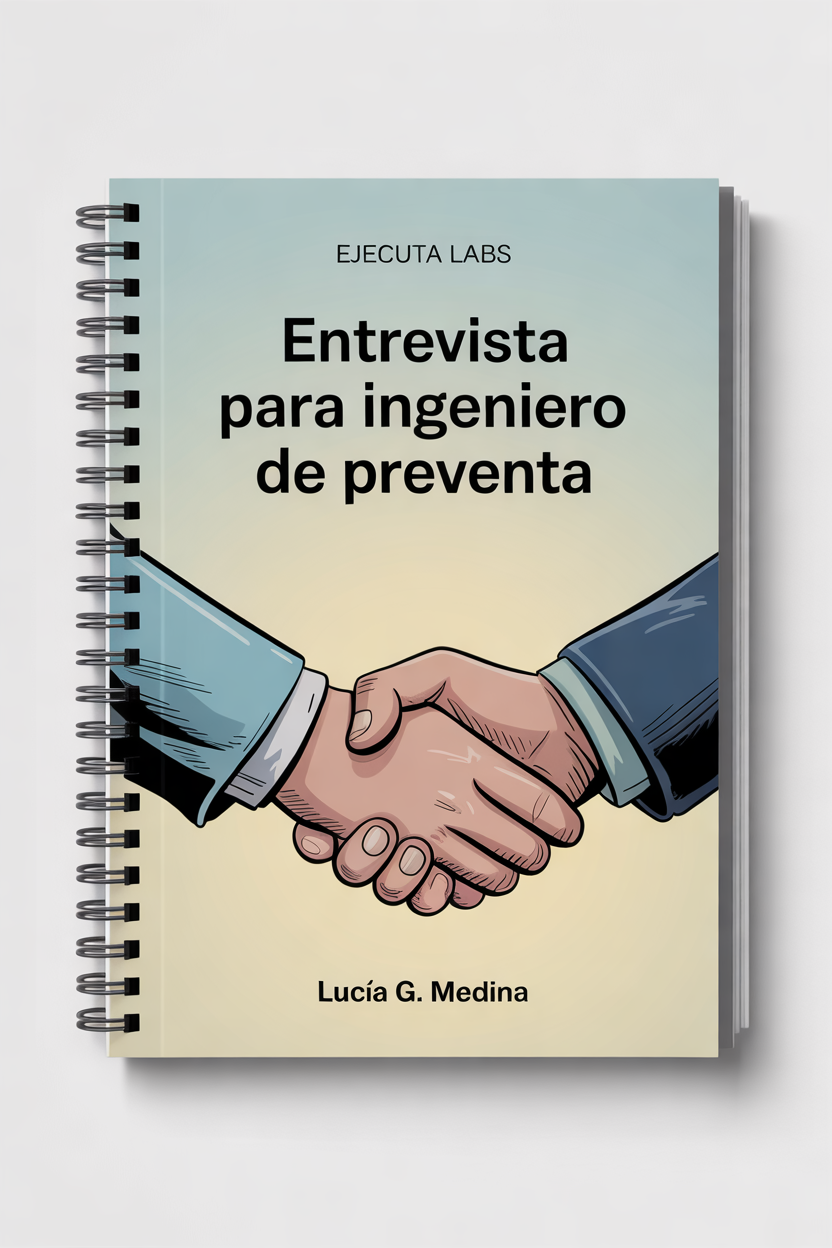 EJECUTA LABS
Entrevista
para ingeniero
de preventa
Lucía G. Medina